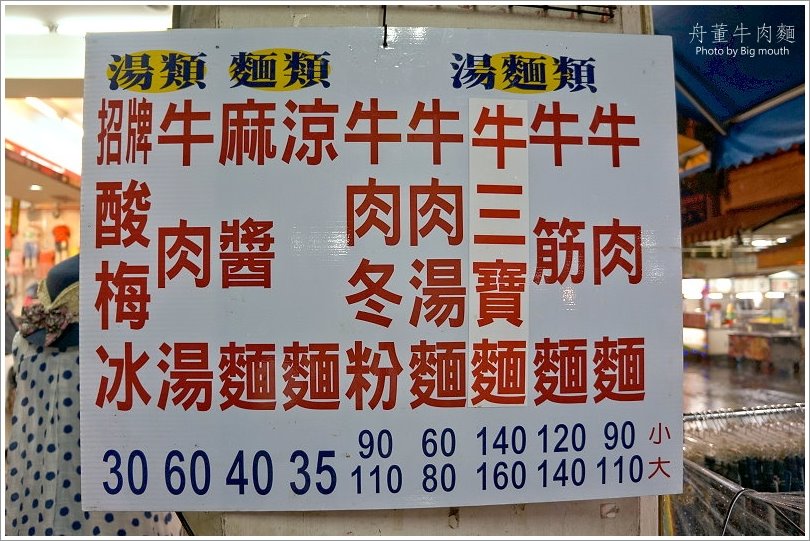 舟董牛肉麵
Photo by Big mouth
湯麵類
小
大
牛肉麵
90
110
牛筋麵
120
140
牛三寶麵
140
160
牛肉湯麵
60
80
牛肉冬粉
90
110
麵類
涼麵
35
麻醬麵
40
湯類
牛肉湯
60
招牌酸梅冰
30